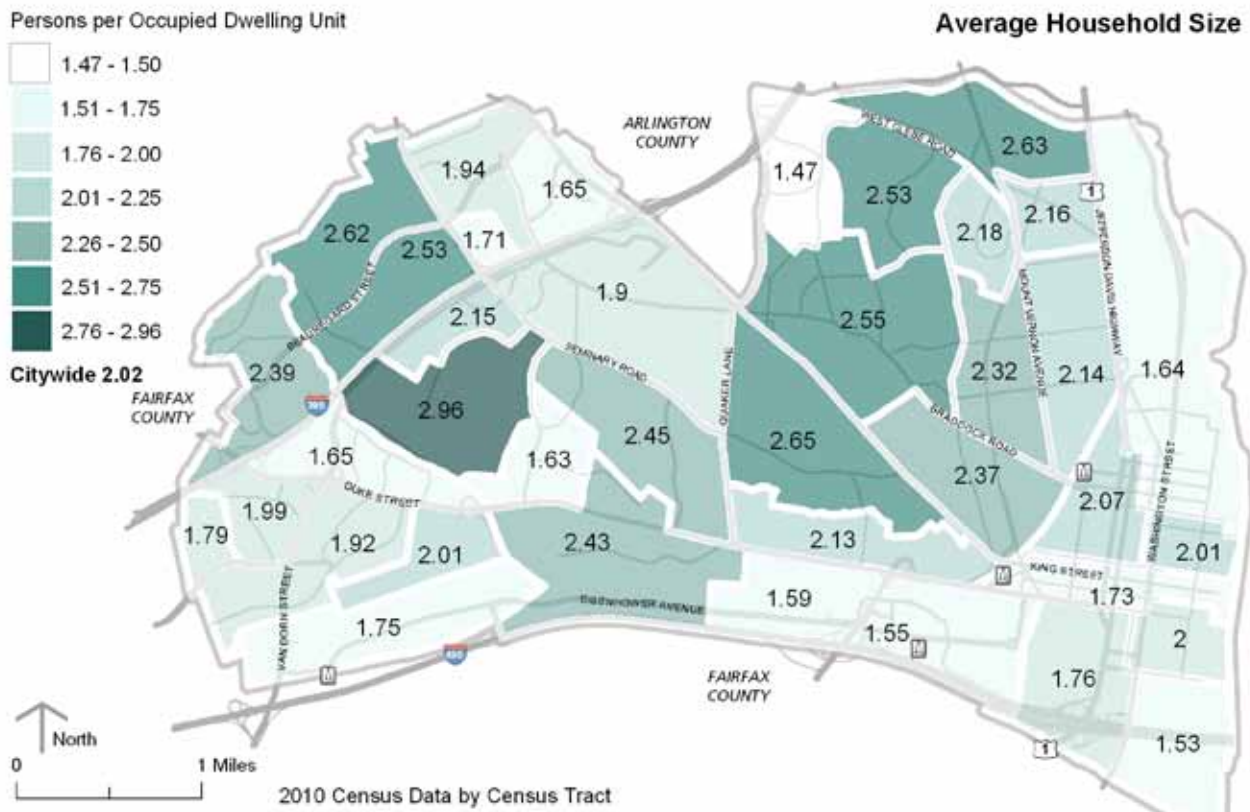 Persons per Occupied Dwelling Unit
Average Household Size
1.47 - 1.50
1.51 - 1.75
1.76 - 2.00
2.01 - 2.25
2.26 - 2.50
2.51 - 2.75
2.76 - 2.96
Citywide 2.02
ARLINGTON
COUNTY
WEST GLEBE ROAD
2.63
1.94
1.65
1.47
2.53
1
2.16
2.18
2.62
2.53
1.71
JEFFERSON DAVIS HIGHWAY
BEAUREGARD STREET
1.9
2.15
2.55
MOUNT VERNON AVENUE
1.64
SEMINARY ROAD
QUAKER LANE
2.39
FAIRFAX
COUNTY
395
2.96
2.32
2.14
2.45
2.65
BRADDOCK ROAD
1.65
1.63
2.37
DUKE STREET
WASHINGTON STREET
1.99
2.07
1.79
1.92
2.01
2.43
2.13
2.01
KING STREET
VAN DORN STREET
EISENHOWER AVENUE
1.59
1.73
1.75
1.55
2
495
FAIRFAX
COUNTY
1.76
North
1
1.53
0
1 Miles
2010 Census Data by Census Tract